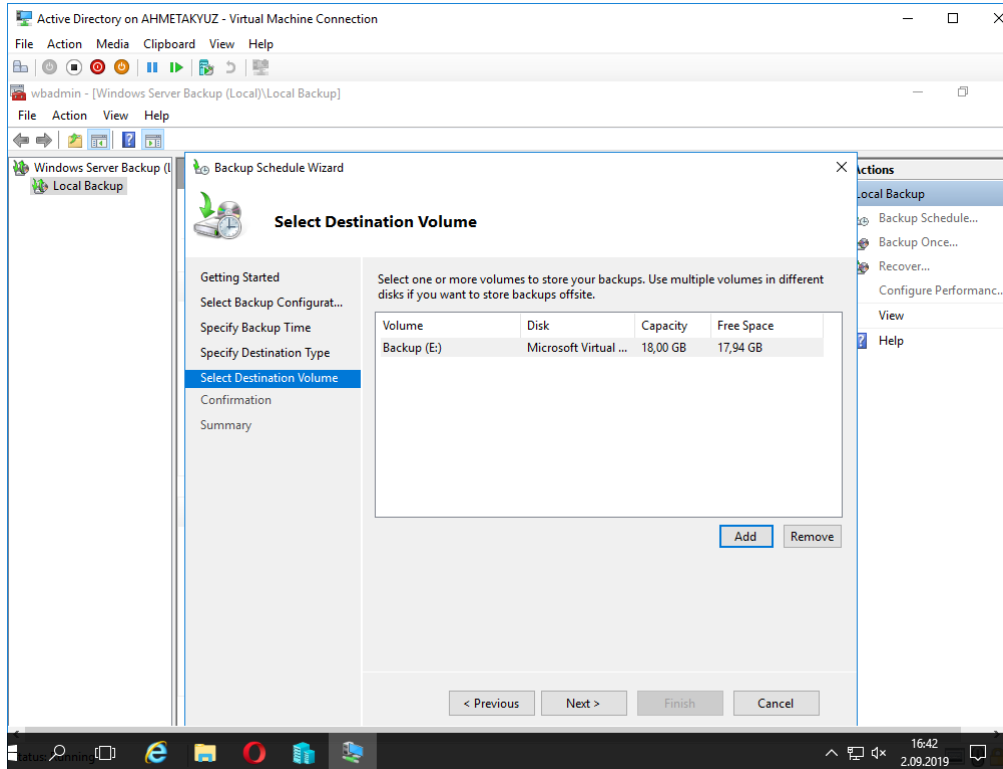 Active Directory on AHMETAKYUZ - Virtual Machine Connection
File Action Media Clipboard View Help
wbadmin - [Windows Server Backup (Local)\Local Backup]
File Action View Help
Windows Server Backup (L
Local Backup
Backup Schedule Wizard
Select Destination Volume
Getting Started
Select Backup Configurat...
Specify Backup Time
Specify Destination Type
Select Destination Volume
Confirmation
Summary
Select one or more volumes to store your backups. Use multiple volumes in different
disks if you want to store backups offsite.
Volume Disk Capacity Free Space
Backup (E:) Microsoft Virtual ... 18,00 GB 17,94 GB
Add Remove
< Previous Next > Finish Cancel
Actions
Local Backup
Backup Schedule...
Backup Once...
Recover...
Configure Performanc...
View
Help
16:42
2.09.2019